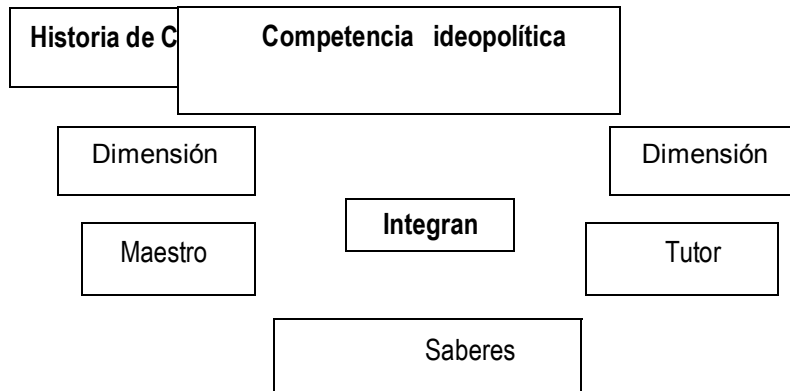 Historia de C
Competencia ideopolítica
Dimensión
Dimensión
Integran
Maestro
Tutor
Saberes